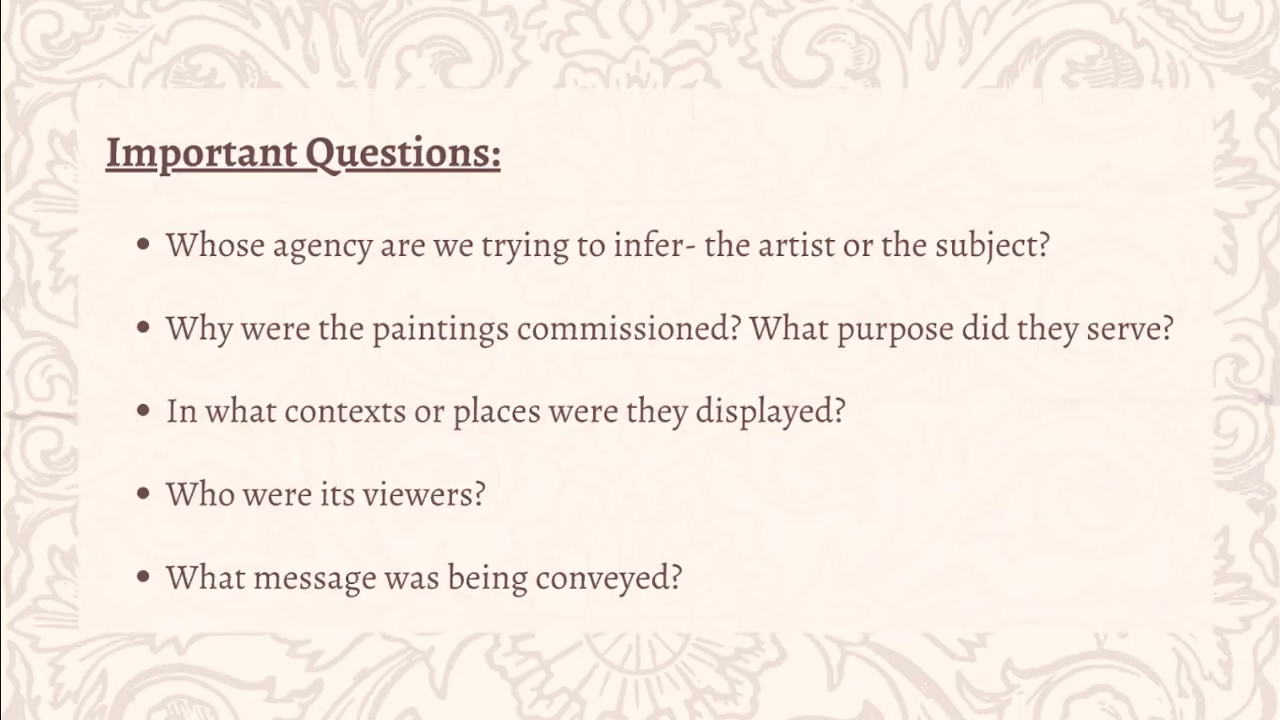 Important Questions:
• Whose agency are we trying to infer- the artist or the subject?
• Why were the paintings commissioned? What purpose did they serve?
• In what contexts or places were they displayed?
• Who were its viewers?
• What message was being conveyed?